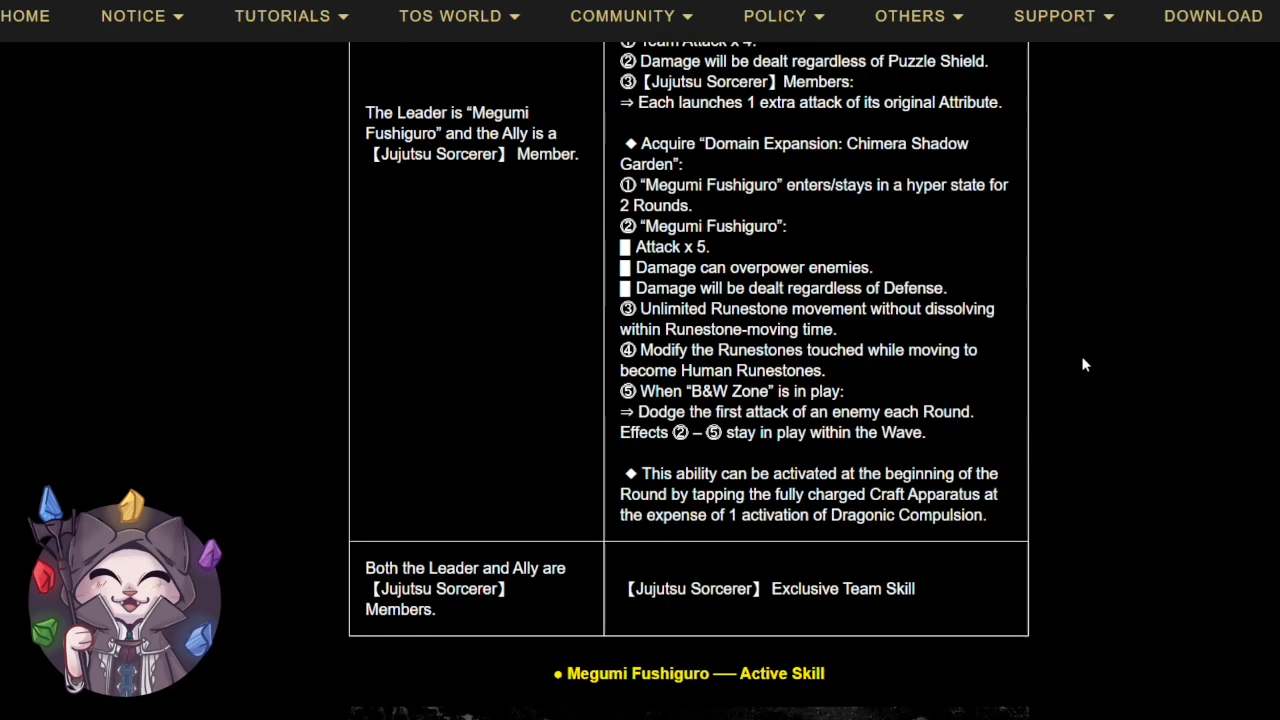 HOME NOTICE TUTORIALS TOS WORLD COMMUNITY POLICY OTHERS SUPPORT DOWNLOAD
① Team Attack x 4.
② Damage will be dealt regardless of Puzzle Shield.
③【Jujutsu Sorcerer】Members:
⇒ Each launches 1 extra attack of its original Attribute.
The Leader is “Megumi
Fushiguro” and the Ally is a
【Jujutsu Sorcerer】 Member.
◆ Acquire “Domain Expansion: Chimera Shadow
Garden”:
① “Megumi Fushiguro” enters/stays in a hyper state for
2 Rounds.
② “Megumi Fushiguro”:
█ Attack x 5.
█ Damage can overpower enemies.
█ Damage will be dealt regardless of Defense.
③ Unlimited Runestone movement without dissolving
within Runestone-moving time.
④ Modify the Runestones touched while moving to
become Human Runestones.
⑤ When “B&W Zone” is in play:
⇒ Dodge the first attack of an enemy each Round.
Effects ② – ⑤ stay in play within the Wave.
◆ This ability can be activated at the beginning of the
Round by tapping the fully charged Craft Apparatus at
the expense of 1 activation of Dragonic Compulsion.
Both the Leader and Ally are
【Jujutsu Sorcerer】
Members.
【Jujutsu Sorcerer】 Exclusive Team Skill
● Megumi Fushiguro ── Active Skill